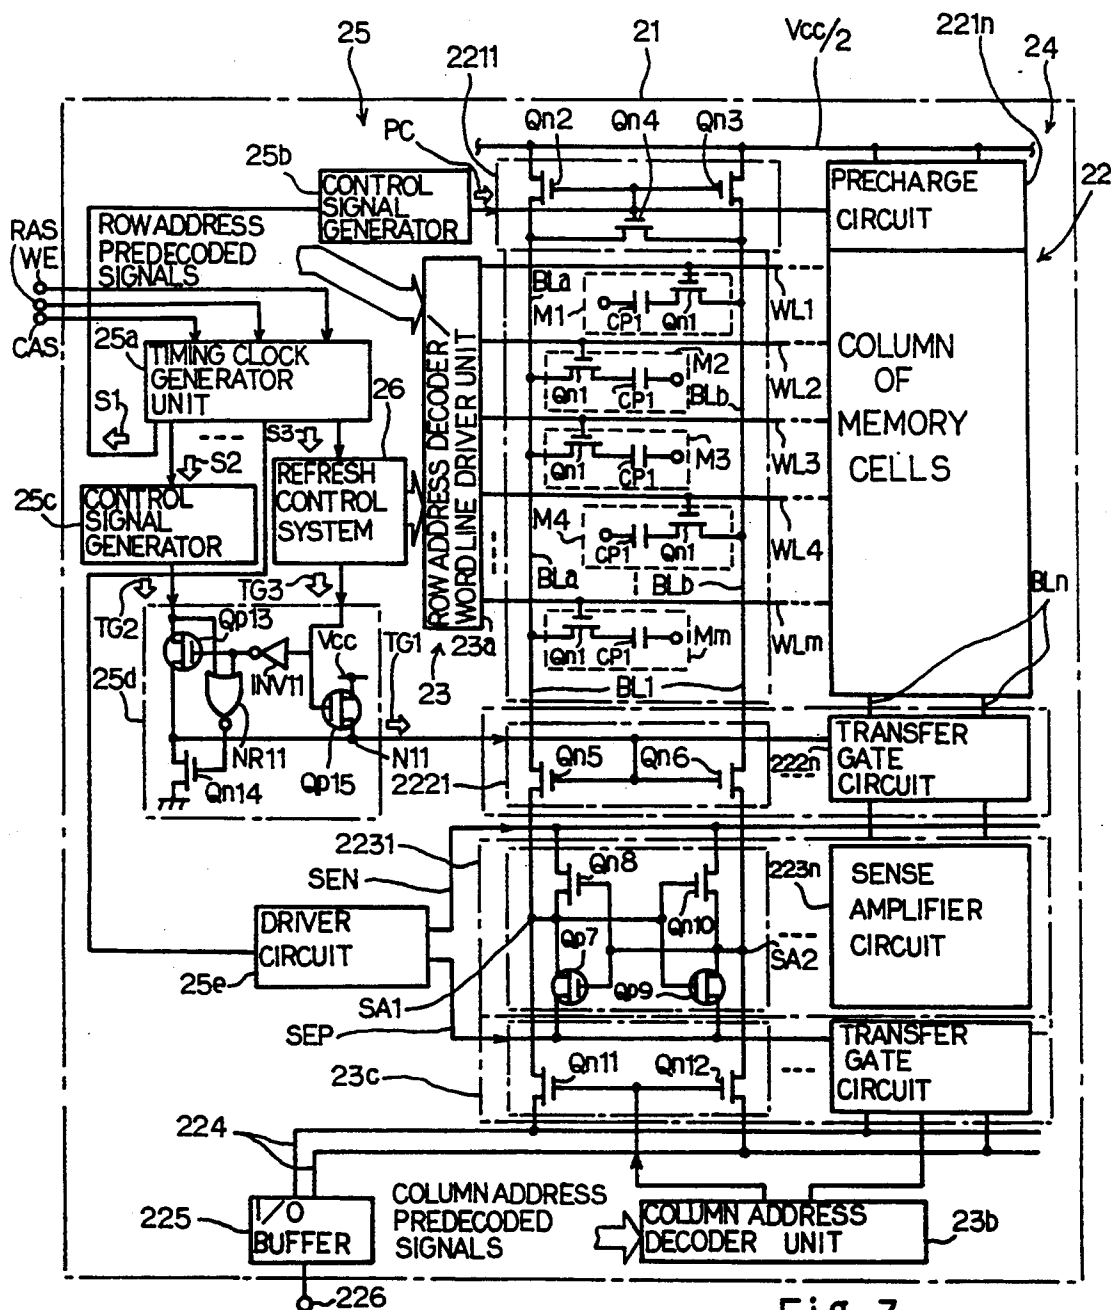 25
2211
21
Vcc/2
221n
24
PC
Qn2
Qn4
Qn3
25b
CONTROL
SIGNAL
GENERATOR
PRECHARGE
CIRCUIT
22
RAS
WE
CAS
ROW ADDRESS
PREDECODED
SIGNALS
BLa
M1
CP1
Qn1
WL1
25a
TIMING CLOCK
GENERATOR
UNIT
26
ROW ADDRESS DECODER/
WORD LINE DRIVER UNIT
Qn1
CP1
M2
BLb
WL2
COLUMN
OF
MEMORY
CELLS
S1
S2
S3
Qn1
CP1
M3
WL3
25c
CONTROL
SIGNAL
GENERATOR
REFRESH
CONTROL
SYSTEM
M4
CP1
Qn1
WL4
BLa
BLb
BLn
TG2
TG3
Qp13
Vcc
TG1
23a
23
Qn1
CP1
Mm
WLm
25d
INV11
BL1
NR11
Qn14
Qp15
N11
2221
Qn5
Qn6
222n
TRANSFER
GATE
CIRCUIT
2231
SEN
Qn8
Qn10
223n
SENSE
AMPLIFIER
CIRCUIT
DRIVER
CIRCUIT
25e
Qp7
Qp9
SA1
SA2
SEP
23c
Qn11
Qn12
TRANSFER
GATE
CIRCUIT
224
225
I/O
BUFFER
COLUMN ADDRESS
PREDECODED
SIGNALS
COLUMN ADDRESS
DECODER UNIT
23b
226
Fig. 7